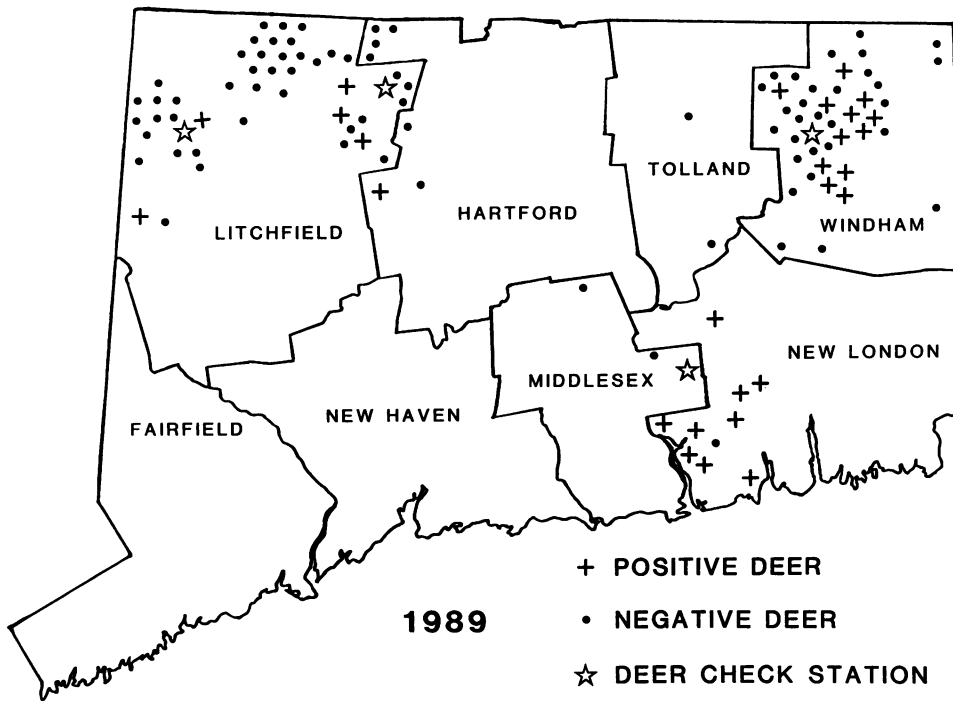 TOLLAND
HARTFORD
WINDHAM
LITCHFIELD
NEW LONDON
MIDDLESEX
NEW HAVEN
FAIRFIELD
+ POSITIVE DEER
1989
• NEGATIVE DEER
☆ DEER CHECK STATION